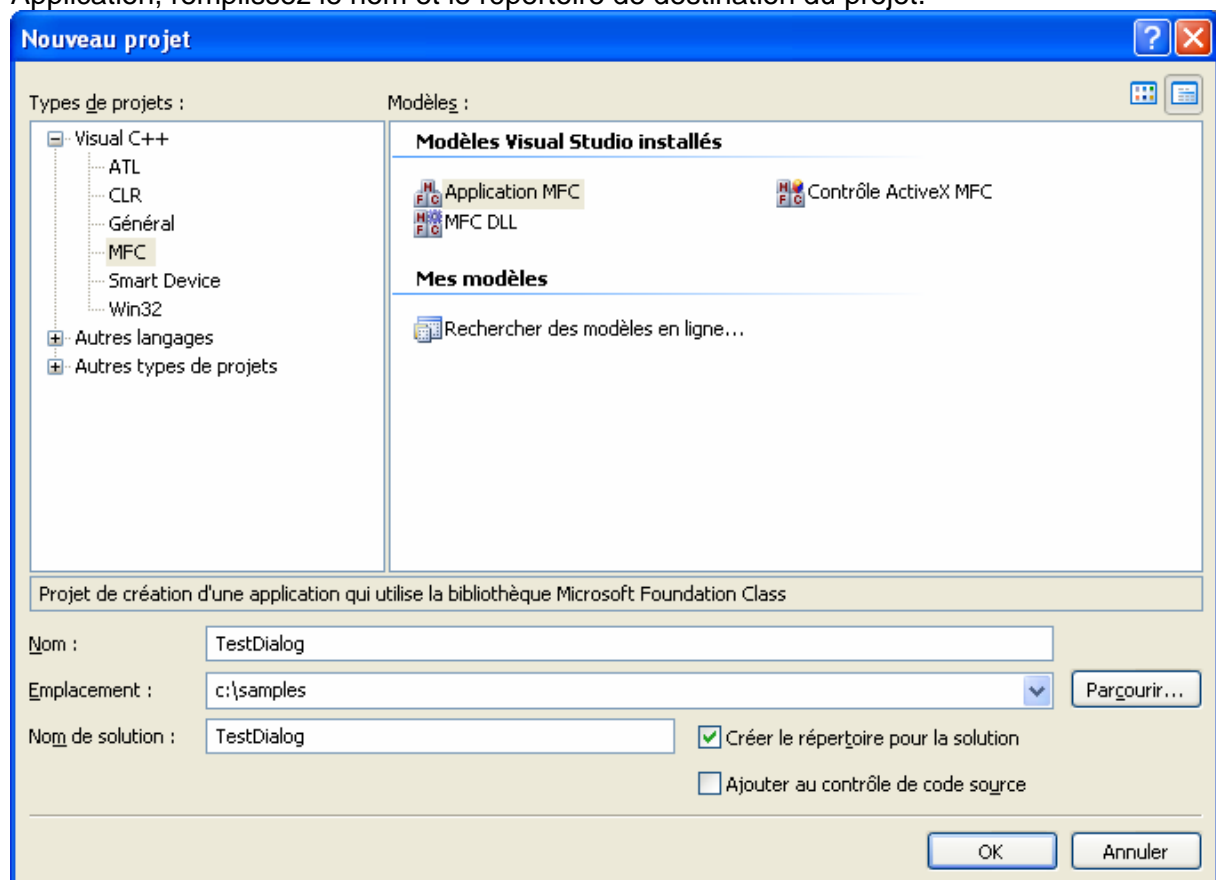 Application, remplissez le nom et le répertoire de destination du projet.
Nouveau projet
Types de projets :
Modèles :
Visual C++
ATL
CLR
Général
MFC
Smart Device
Win32
Autres langages
Autres types de projets
Modèles Visual Studio installés
Application MFC
Contrôle ActiveX MFC
MFC DLL
Mes modèles
Rechercher des modèles en ligne...
Projet de création d'une application qui utilise la bibliothèque Microsoft Foundation Class
Nom :
TestDialog
Emplacement :
c:\samples
Parcourir...
Nom de solution :
TestDialog
Créer le répertoire pour la solution
Ajouter au contrôle de code source
OK
Annuler